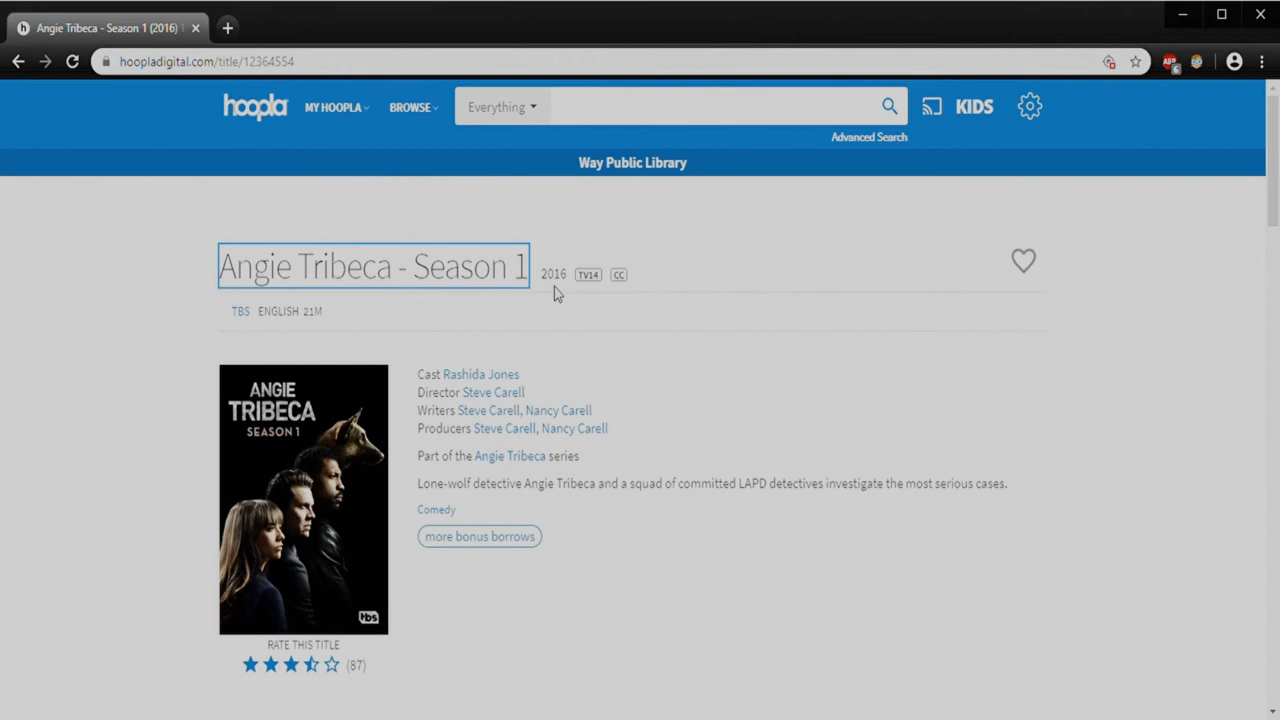 Angie Tribeca - Season 1 (2016)
hoopladigital.com/title/12364554
ABP
6
hoopla
MY HOOPLA
BROWSE
Everything
KIDS
Advanced Search
Way Public Library
Angie Tribeca - Season 1 2016 TV14 CC
TBS ENGLISH 21M
ANGIE
TRIBECA
SEASON 1
tbs
Cast Rashida Jones
Director Steve Carell
Writers Steve Carell, Nancy Carell
Producers Steve Carell, Nancy Carell
Part of the Angie Tribeca series
Lone-wolf detective Angie Tribeca and a squad of committed LAPD detectives investigate the most serious cases.
Comedy
more bonus borrows
RATE THIS TITLE
(87)